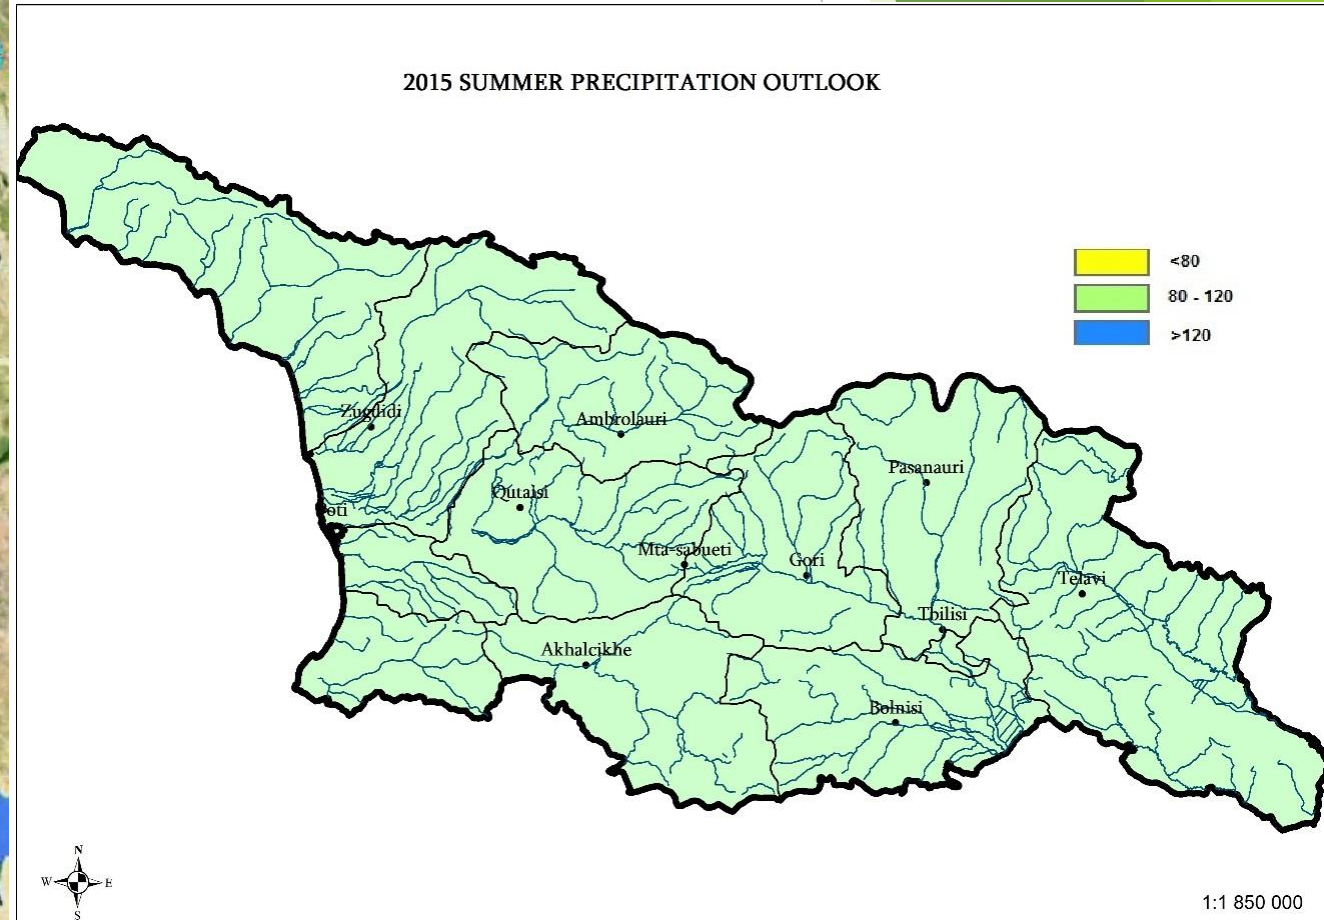 2015 SUMMER PRECIPITATION OUTLOOK
<80
80 - 120
>120
Zugdidi
Ambrolauri
Pasanauri
Qutaisi
oti
Mta-sabueti
Gori
Telavi
Tbilisi
Akhalcikhe
Bolnisi
N
W E
S
1:1 850 000